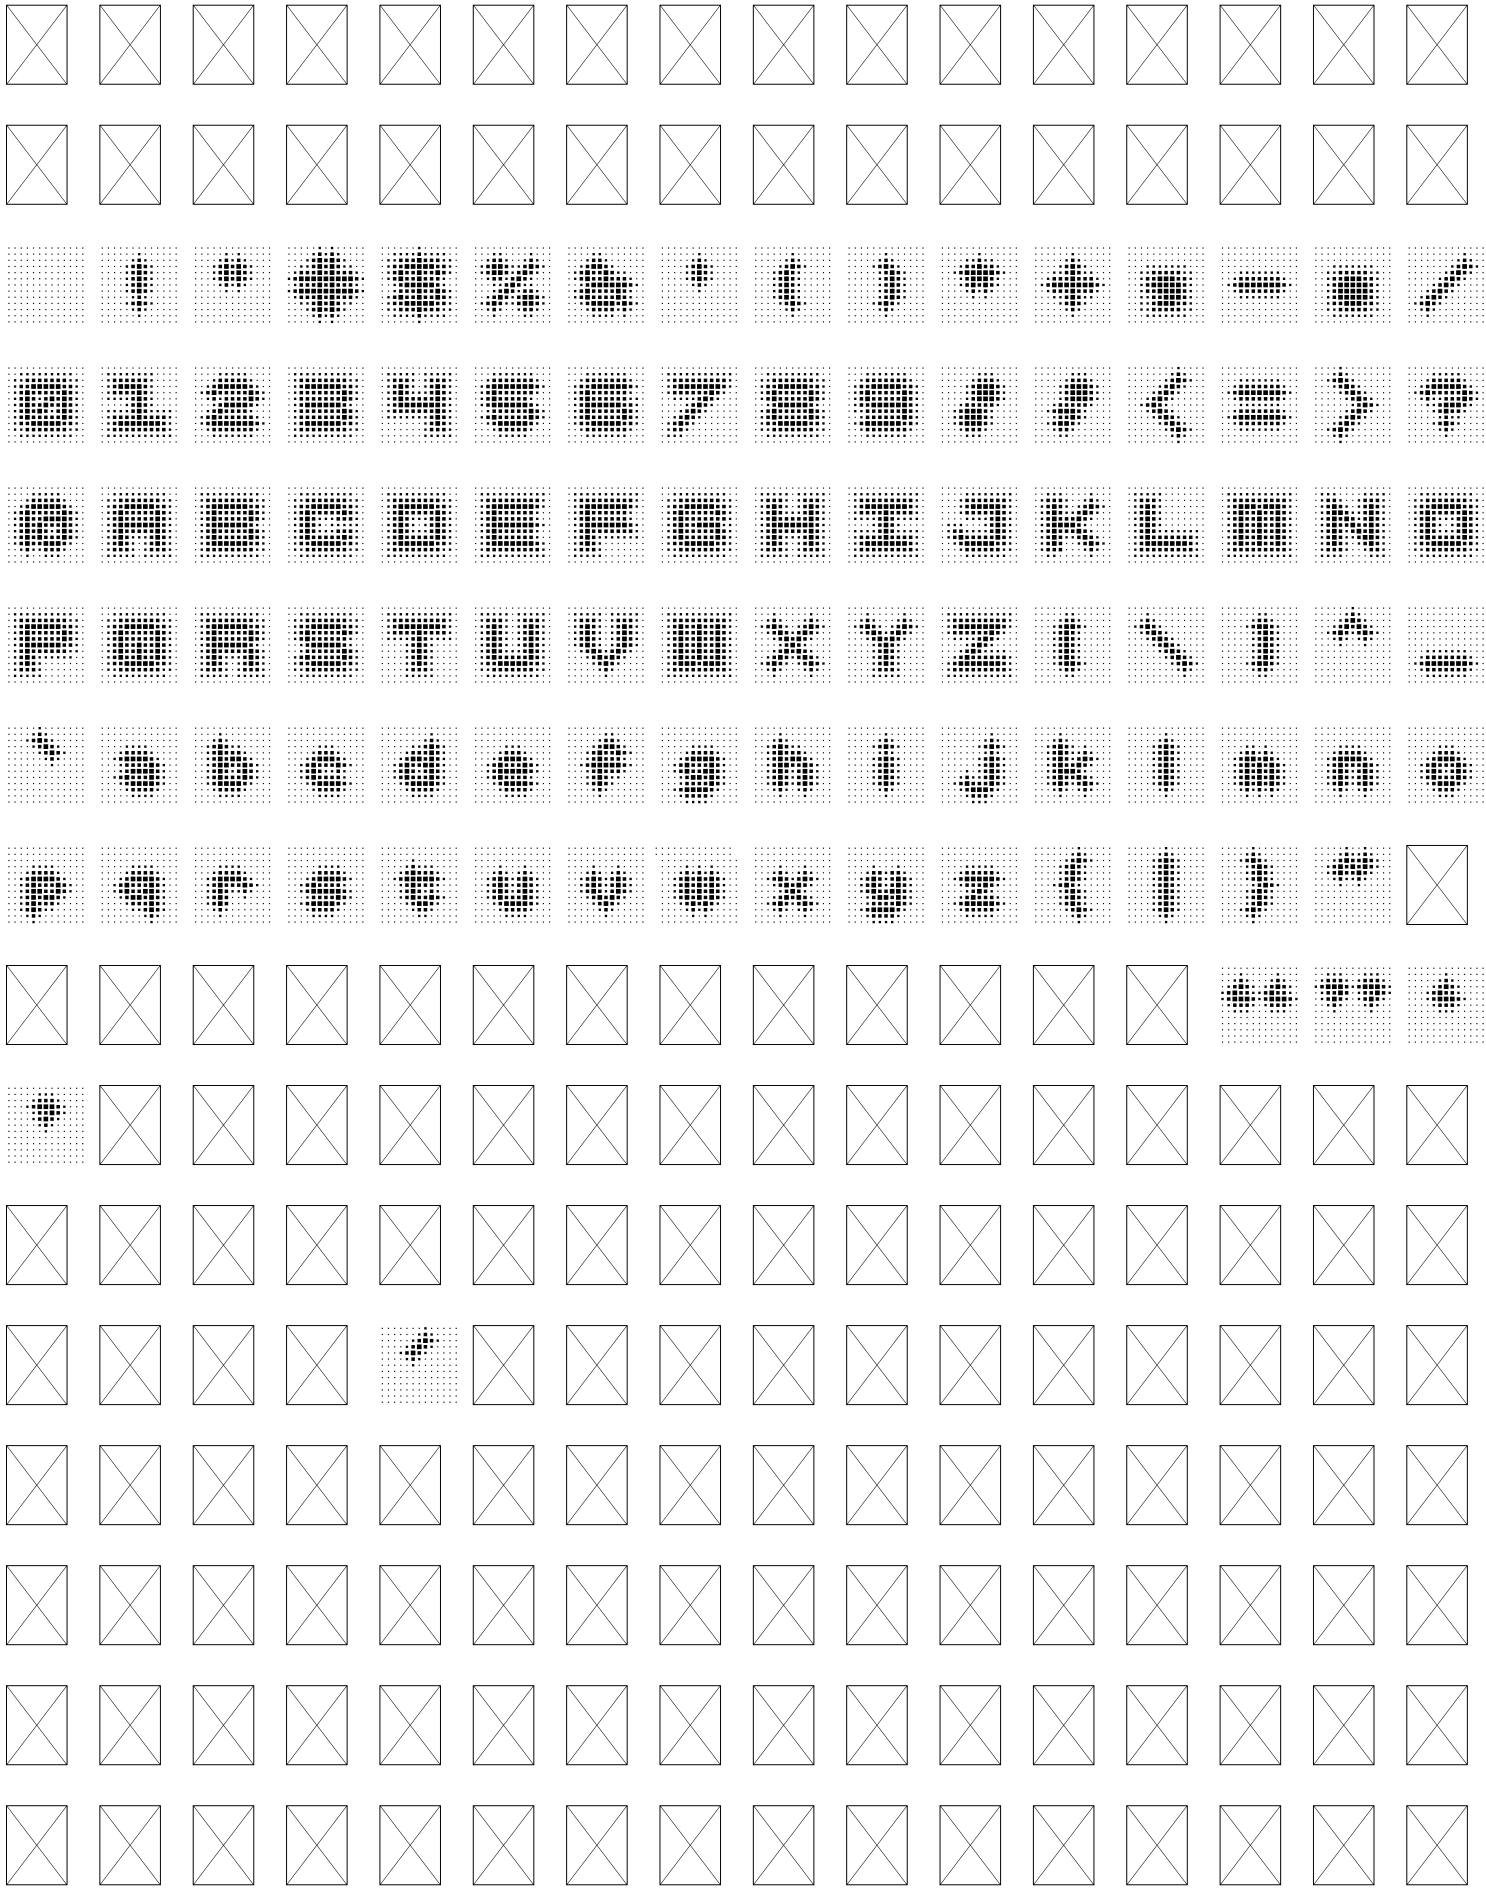 ! " # $ % & ' ( ) * + , - . /
0 1 2 3 4 5 6 7 8 9 : ; < = > ?
@ A B C D E F G H I J K L M N O
P Q R S T U V W X Y Z [ \ ] ^ _
` a b c d e f g h i j k l m n o
p q r s t u v w x y z { | } ~
“ ” ‘
’
´